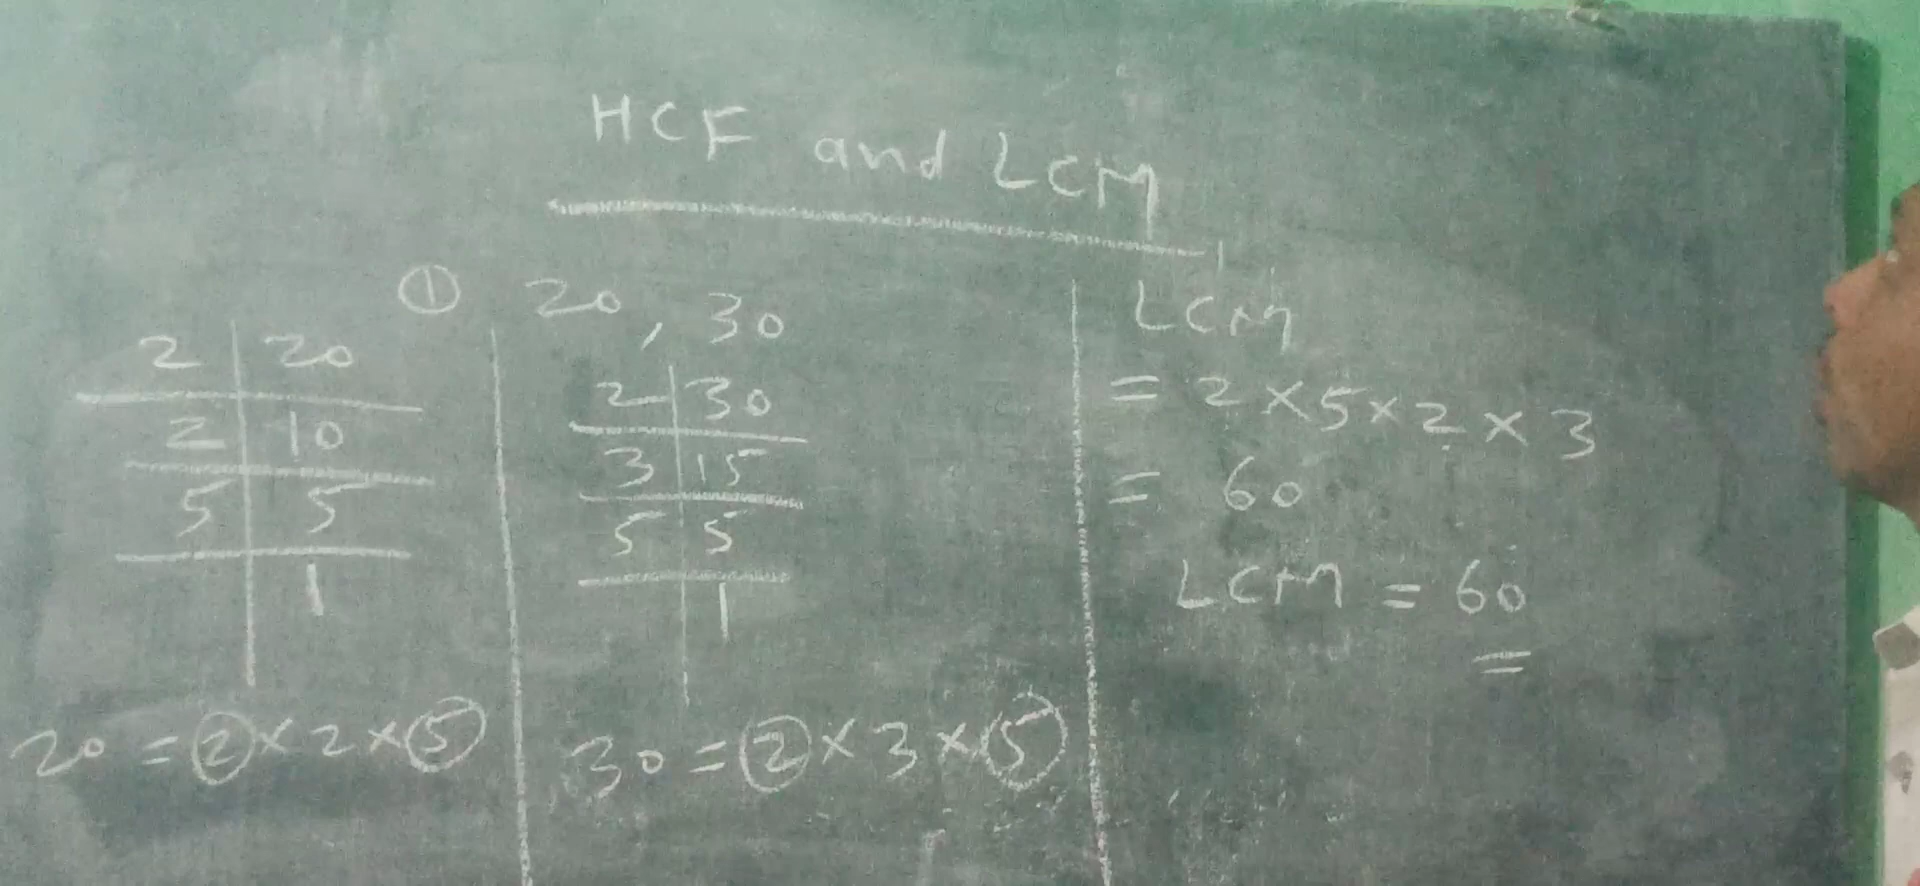 HCF and LCM
① 20, 30
2 | 20
2 | 10
5 | 5
1
20 = ② × 2 × ⑤
2 | 30
3 | 15
5 | 5
1
30 = ② × 3 × ⑤
LCM
= 2 × 5 × 2 × 3
= 60
LCM = 60
=